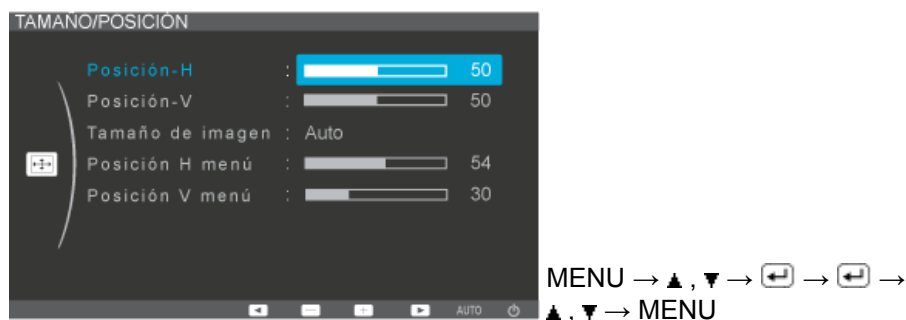 TAMAÑO/POSICIÓN
Posición-H : 50
Posición-V : 50
Tamaño de imagen : Auto
Posición H menú : 54
Posición V menú : 30
AUTO
MENU → ▲ , ▼ → ↵ → ↵ →
▲ , ▼ → MENU